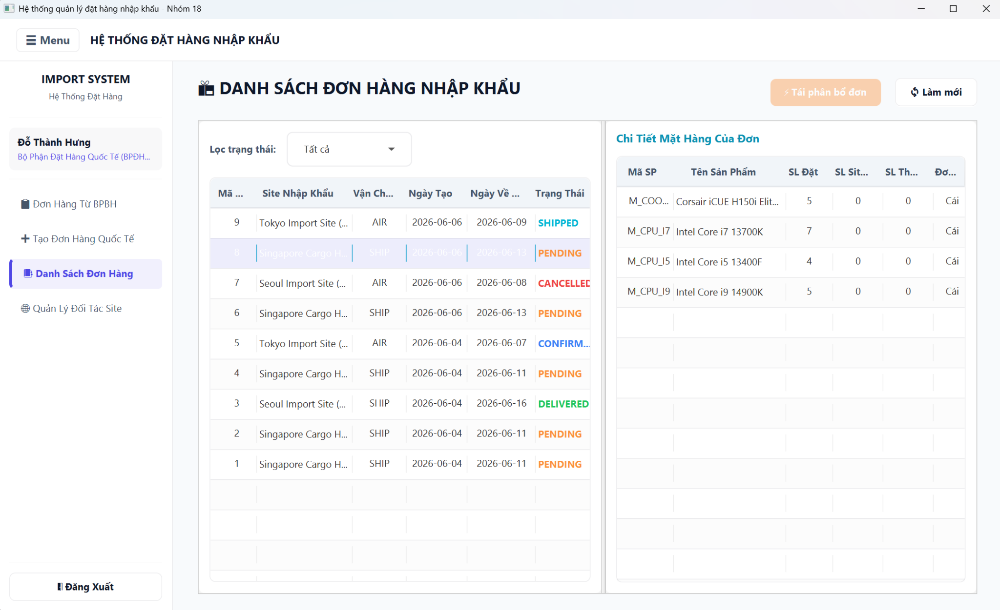 Hệ thống quản lý đặt hàng nhập khẩu - Nhóm 18
Menu
HỆ THỐNG ĐẶT HÀNG NHẬP KHẨU
IMPORT SYSTEM
Hệ Thống Đặt Hàng
Đỗ Thành Hưng
Bộ Phận Đặt Hàng Quốc Tế (BPĐH...
Đơn Hàng Từ BPBH
Tạo Đơn Hàng Quốc Tế
Danh Sách Đơn Hàng
Quản Lý Đối Tác Site
Đăng Xuất
DANH SÁCH ĐƠN HÀNG NHẬP KHẨU
Tái phân bổ đơn
Làm mới
Lọc trạng thái: Tất cả
Mã ... Site Nhập Khẩu Vận Ch... Ngày Tạo Ngày Về ... Trạng Thái
9 Tokyo Import Site (... AIR 2026-06-06 2026-06-09 SHIPPED
8 Singapore Cargo H... SHIP 2026-06-06 2026-06-13 PENDING
7 Seoul Import Site (... AIR 2026-06-06 2026-06-08 CANCELLED
6 Singapore Cargo H... SHIP 2026-06-06 2026-06-13 PENDING
5 Tokyo Import Site (... AIR 2026-06-04 2026-06-07 CONFIRM...
4 Singapore Cargo H... SHIP 2026-06-04 2026-06-11 PENDING
3 Seoul Import Site (... SHIP 2026-06-04 2026-06-16 DELIVERED
2 Singapore Cargo H... SHIP 2026-06-04 2026-06-11 PENDING
1 Singapore Cargo H... SHIP 2026-06-04 2026-06-11 PENDING
Chi Tiết Mặt Hàng Của Đơn
Mã SP Tên Sản Phẩm SL Đặt SL Sit... SL Th... Đơ...
M_COO... Corsair iCUE H150i Elit... 5 0 0 Cái
M_CPU_I7 Intel Core i7 13700K 7 0 0 Cái
M_CPU_I5 Intel Core i5 13400F 4 0 0 Cái
M_CPU_I9 Intel Core i9 14900K 5 0 0 Cái